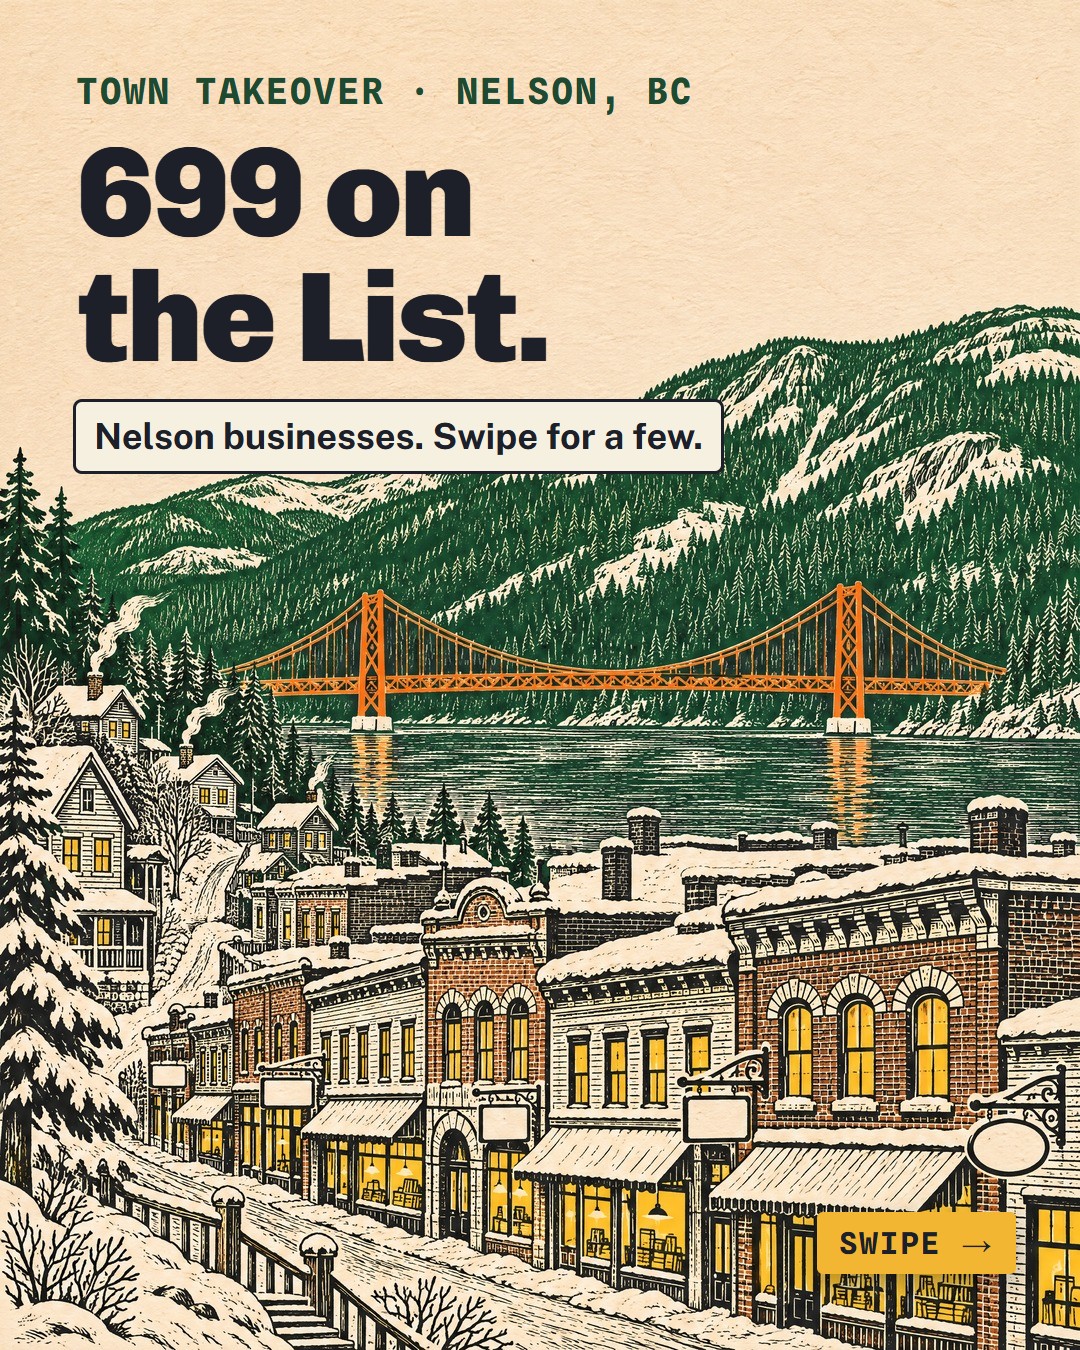 TOWN TAKEOVER · NELSON, BC
699 on
the List.
Nelson businesses. Swipe for a few.
SWIPE →